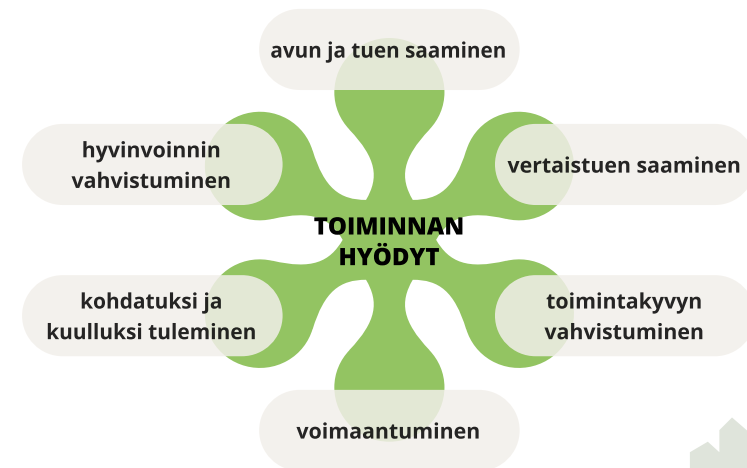 avun ja tuen saaminen
hyvinvoinnin
vahvistuminen
vertaistuen saaminen
TOIMINNAN
HYÖDYT
kohdatuksi ja
kuulluksi tuleminen
toimintakyvyn
vahvistuminen
voimaantuminen